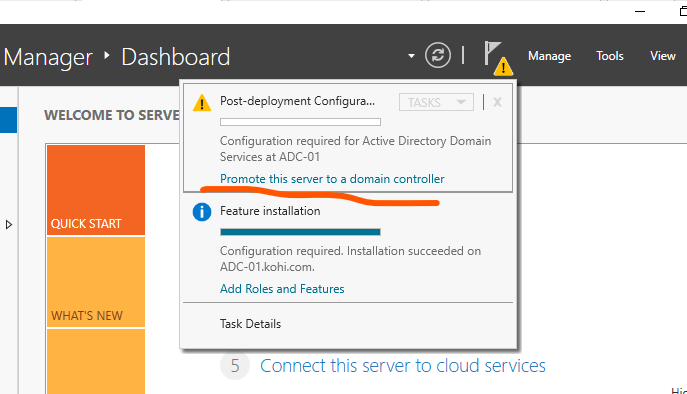 Manager ‣ Dashboard
Manage
Tools
View
WELCOME TO SERVE
Post-deployment Configura...
TASKS
X
Configuration required for Active Directory Domain
Services at ADC-01
Promote this server to a domain controller
Feature installation
Configuration required. Installation succeeded on
ADC-01.kohi.com.
Add Roles and Features
Task Details
QUICK START
WHAT'S NEW
5 Connect this server to cloud services